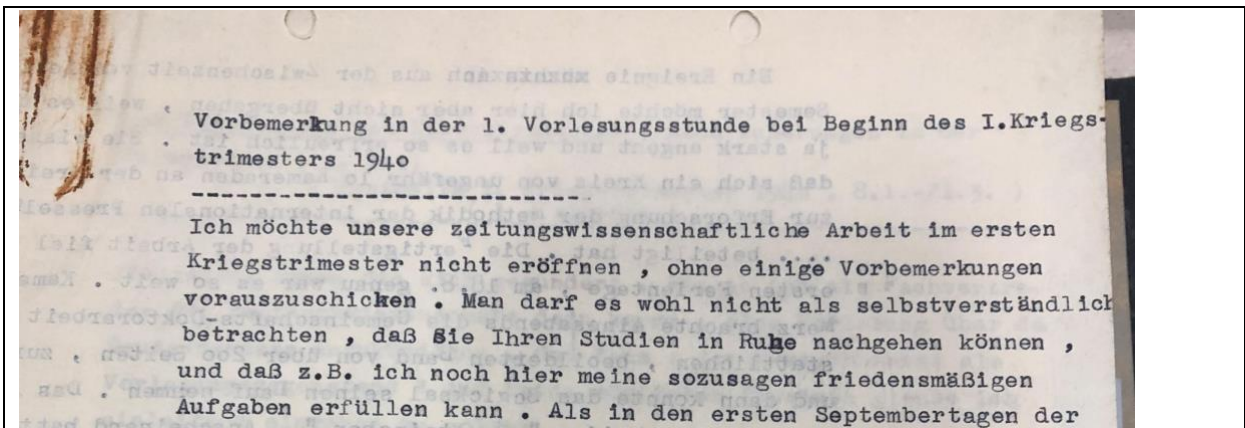 Vorbemerkung in der 1. Vorlesungsstunde bei Beginn des I.Kriegs-
trimesters 1940
Ich möchte unsere zeitungswissenschaftliche Arbeit im ersten
Kriegstrimester nicht eröffnen , ohne einige Vorbemerkungen
vorauszuschicken . Man darf es wohl nicht als selbstverständlich
betrachten , daß Sie Ihren Studien in Ruhe nachgehen können ,
und daß z.B. ich noch hier meine sozusagen friedensmäßigen
Aufgaben erfüllen kann . Als in den ersten Septembertagen der